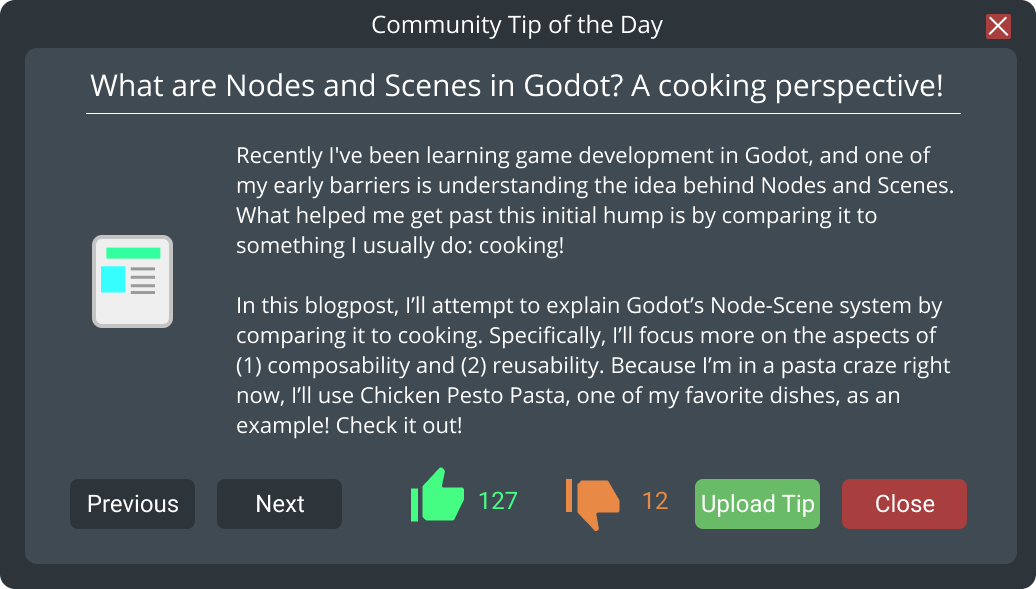 Community Tip of the Day
What are Nodes and Scenes in Godot? A cooking perspective!
Recently I've been learning game development in Godot, and one of
my early barriers is understanding the idea behind Nodes and Scenes.
What helped me get past this initial hump is by comparing it to
something I usually do: cooking!
In this blogpost, I’ll attempt to explain Godot’s Node-Scene system by
comparing it to cooking. Specifically, I’ll focus more on the aspects of
(1) composability and (2) reusability. Because I’m in a pasta craze right
now, I’ll use Chicken Pesto Pasta, one of my favorite dishes, as an
example! Check it out!
Previous Next 127 12 Upload Tip Close